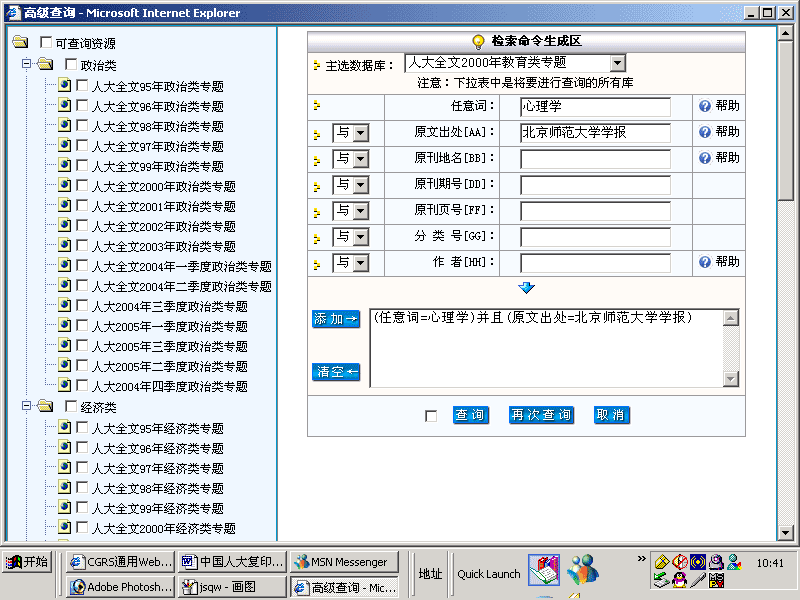 高级查询 - Microsoft Internet Explorer
可查询资源
政治类
人大全文95年政治类专题
人大全文96年政治类专题
人大全文98年政治类专题
人大全文97年政治类专题
人大全文99年政治类专题
人大全文2000年政治类专题
人大全文2001年政治类专题
人大全文2002年政治类专题
人大全文2003年政治类专题
人大全文2004年一季度政治类专题
人大全文2004年二季度政治类专题
人大2004年三季度政治类专题
人大2005年一季度政治类专题
人大2005年三季度政治类专题
人大2005年二季度政治类专题
人大2004年四季度政治类专题
经济类
人大全文95年经济类专题
人大全文96年经济类专题
人大全文97年经济类专题
人大全文98年经济类专题
人大全文99年经济类专题
人大全文2000年经济类专题
检索命令生成区
主选数据库： 人大全文2000年教育类专题
注意：下拉表中是将要进行查询的所有库
任意词： 心理学 帮助
与 原文出处[AA]： 北京师范大学学报 帮助
与 原刊地名[BB]： 帮助
与 原刊期号[DD]：
与 原刊页号[FF]：
与 分 类 号[GG]：
与 作 者[HH]： 帮助
添加→ (任意词=心理学)并且(原文出处=北京师范大学学报)
清空←
查询 再次查询 取消
开始 CGRS通用Web... 中国人大复印... MSN Messenger 地址 Quick Launch » 10:41
Adobe Photosh... jsqw - 画图 高级查询 - Mic...